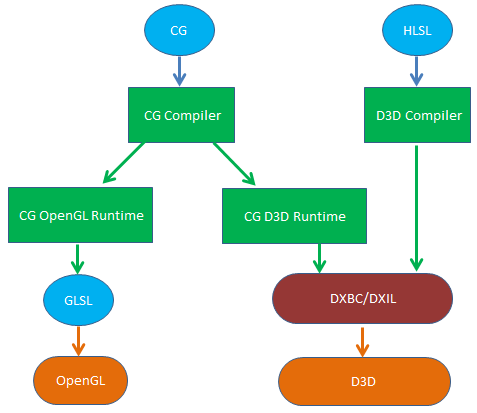 CG
HLSL
CG Compiler
D3D Compiler
CG OpenGL Runtime
CG D3D Runtime
GLSL
DXBC/DXIL
OpenGL
D3D